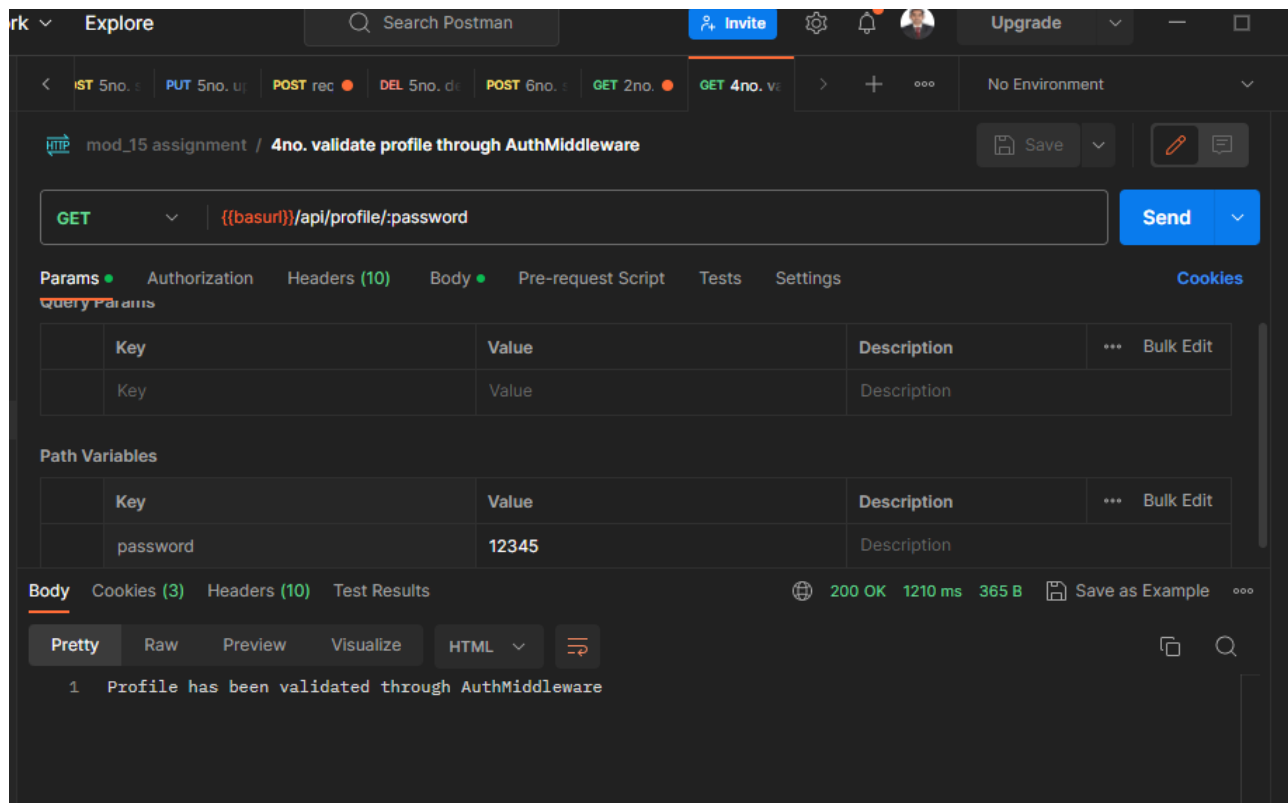 rk Explore Search Postman Invite Upgrade
ST 5no. s PUT 5no. u POST rec DEL 5no. de POST 6no. s GET 2no. GET 4no. va No Environment
HTTP mod_15 assignment / 4no. validate profile through AuthMiddleware Save
GET {{basurl}}/api/profile/:password Send
Params Authorization Headers (10) Body Pre-request Script Tests Settings Cookies
Query Params
Key Value Description Bulk Edit
Key Value Description
Path Variables
Key Value Description Bulk Edit
password 12345 Description
Body Cookies (3) Headers (10) Test Results 200 OK 1210 ms 365 B Save as Example
Pretty Raw Preview Visualize HTML
1 Profile has been validated through AuthMiddleware